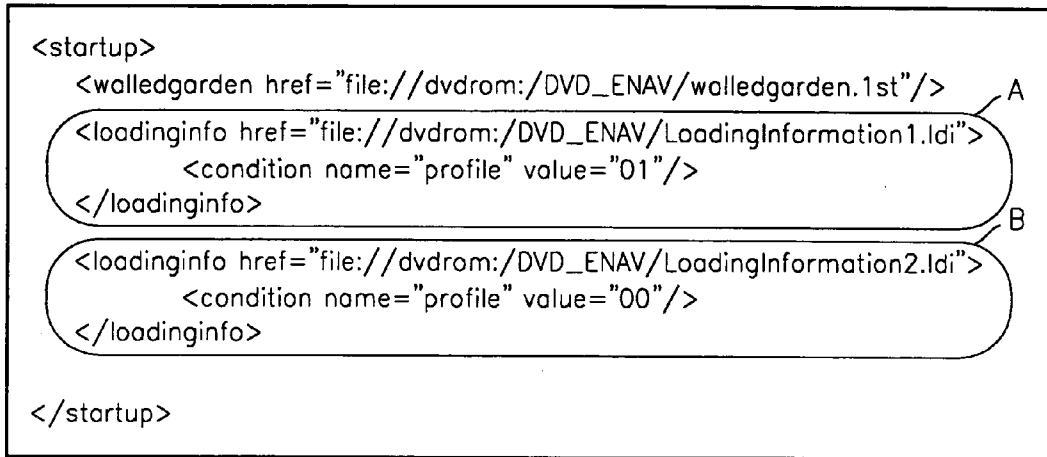 <startup>
<walledgarden href="file://dvdrom:/DVD_ENAV/walledgarden.1st"/>
A
<loadinginfo href="file://dvdrom:/DVD_ENAV/LoadingInformation1.ldi">
<condition name="profile" value="01"/>
</loadinginfo>
B
<loadinginfo href="file://dvdrom:/DVD_ENAV/LoadingInformation2.ldi">
<condition name="profile" value="00"/>
</loadinginfo>
</startup>